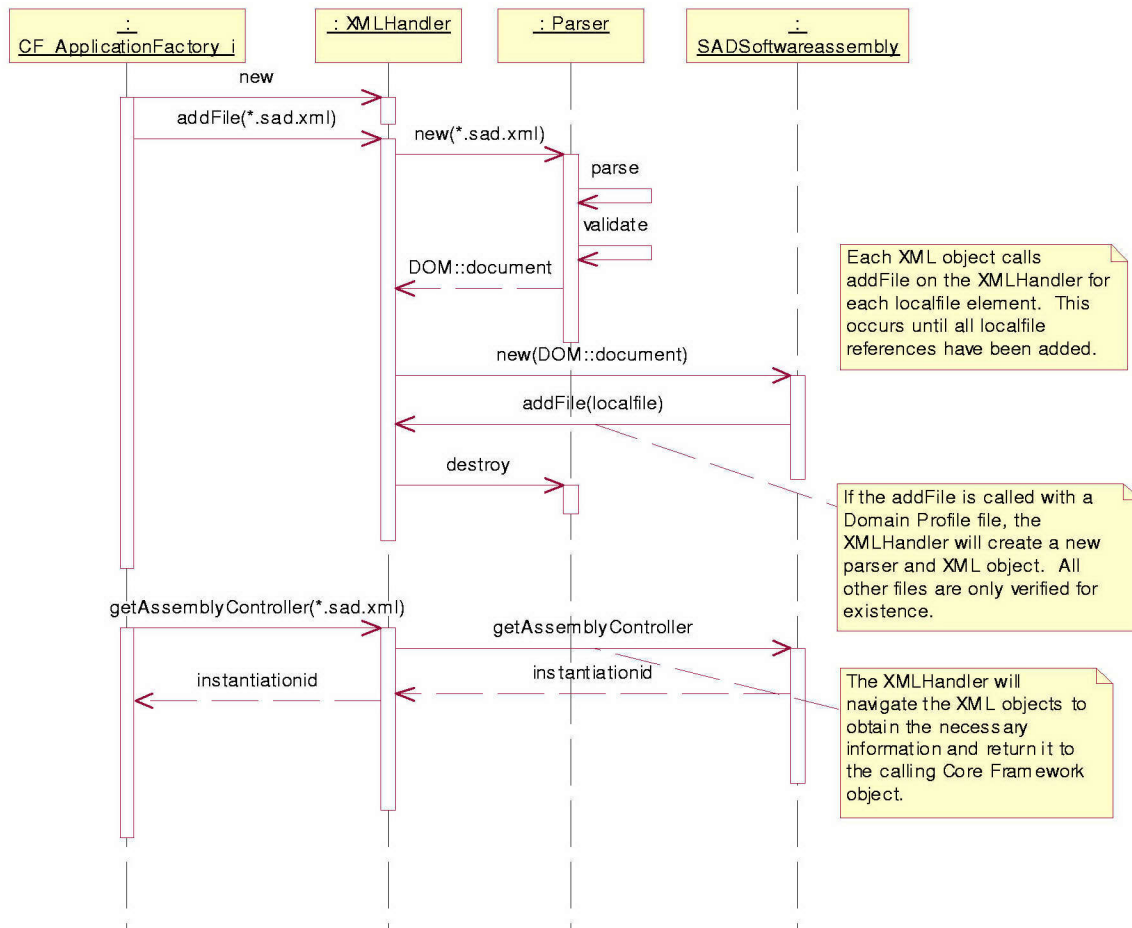 :
CF_ApplicationFactory_i
: XMLHandler
: Parser
:
SADSoftwareassembly
new
addFile(*.sad.xml)
new(*.sad.xml)
parse
validate
DOM::document
Each XML object calls
addFile on the XMLHandler for
each localfile element. This
occurs until all localfile
references have been added.
new(DOM::document)
addFile(localfile)
destroy
If the addFile is called with a
Domain Profile file, the
XMLHandler will create a new
parser and XML object. All
other files are only verified for
existence.
getAssemblyController(*.sad.xml)
getAssemblyController
instantiationid
instantiationid
The XMLHandler will
navigate the XML objects to
obtain the necessary
information and return it to
the calling Core Framework
object.